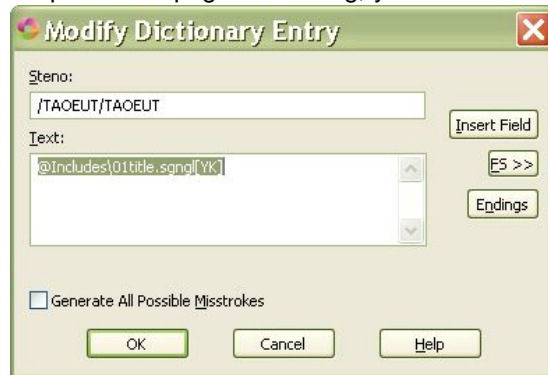 Modify Dictionary Entry
Steno:
/TAOEUT/TAOEUT
Text:
@Includes\01title.sgngl[YK]
Insert Field
F5 >>
Endings
Generate All Possible Misstrokes
OK
Cancel
Help